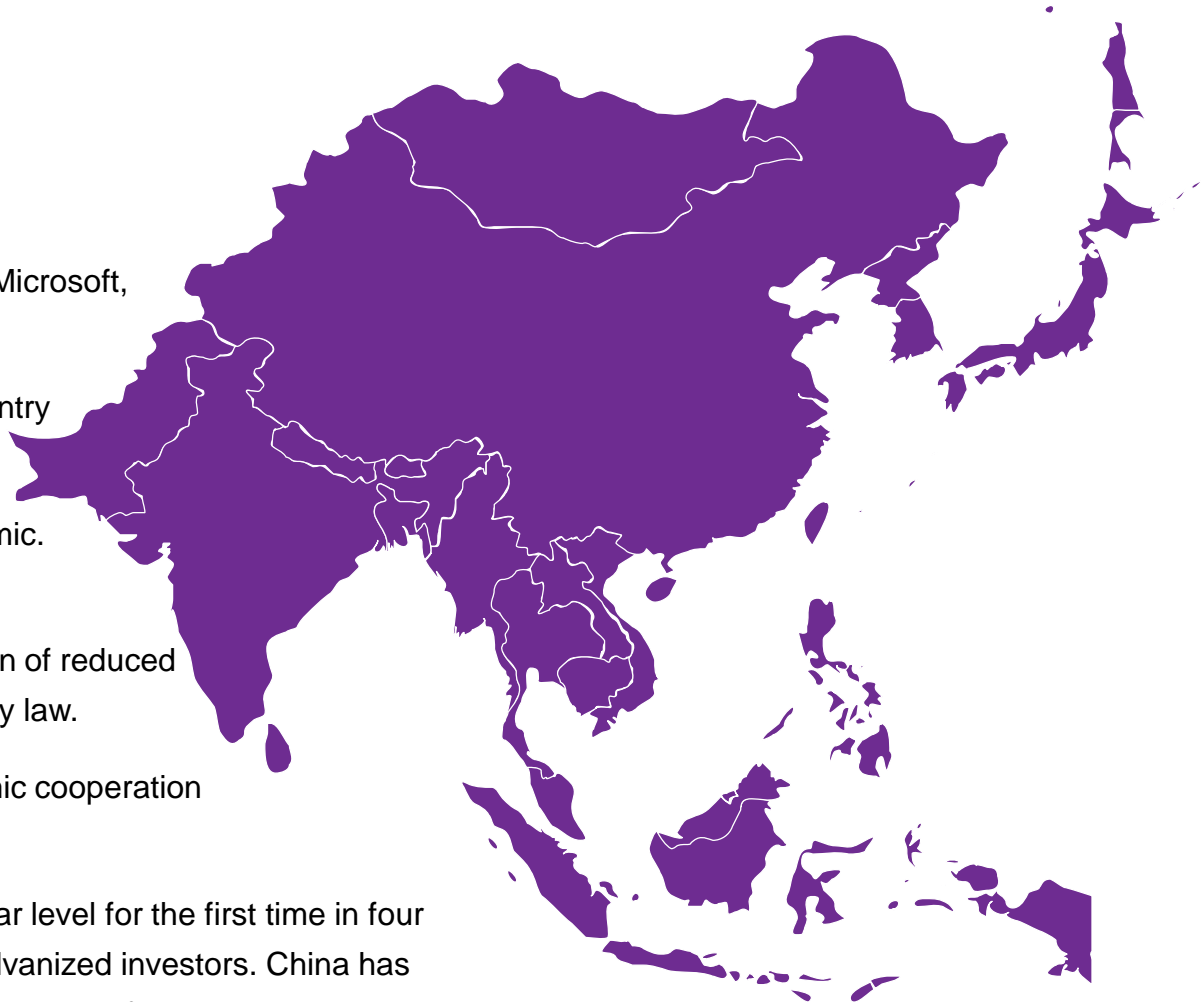 Microsoft,
ntry
nic.
n of reduced
y law.
nic cooperation
ar level for the first time in four
lvanized investors. China has